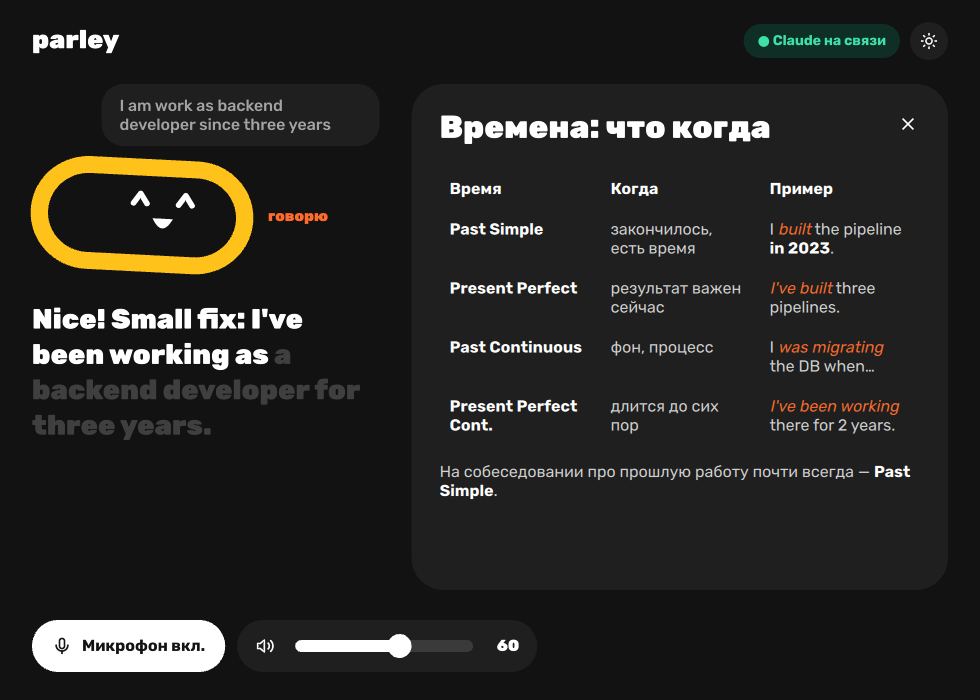 parley
Claude на связи
I am work as backend
developer since three years
говорю
Nice! Small fix: I've
been working as a
backend developer for
three years.
Времена: что когда
Время Когда Пример
Past Simple закончилось, I built the pipeline
есть время in 2023.
Present Perfect результат важен I've built three
сейчас pipelines.
Past Continuous фон, процесс I was migrating
the DB when…
Present Perfect длится до сих I've been working
Cont. пор there for 2 years.
На собеседовании про прошлую работу почти всегда — Past
Simple.
Микрофон вкл.
60